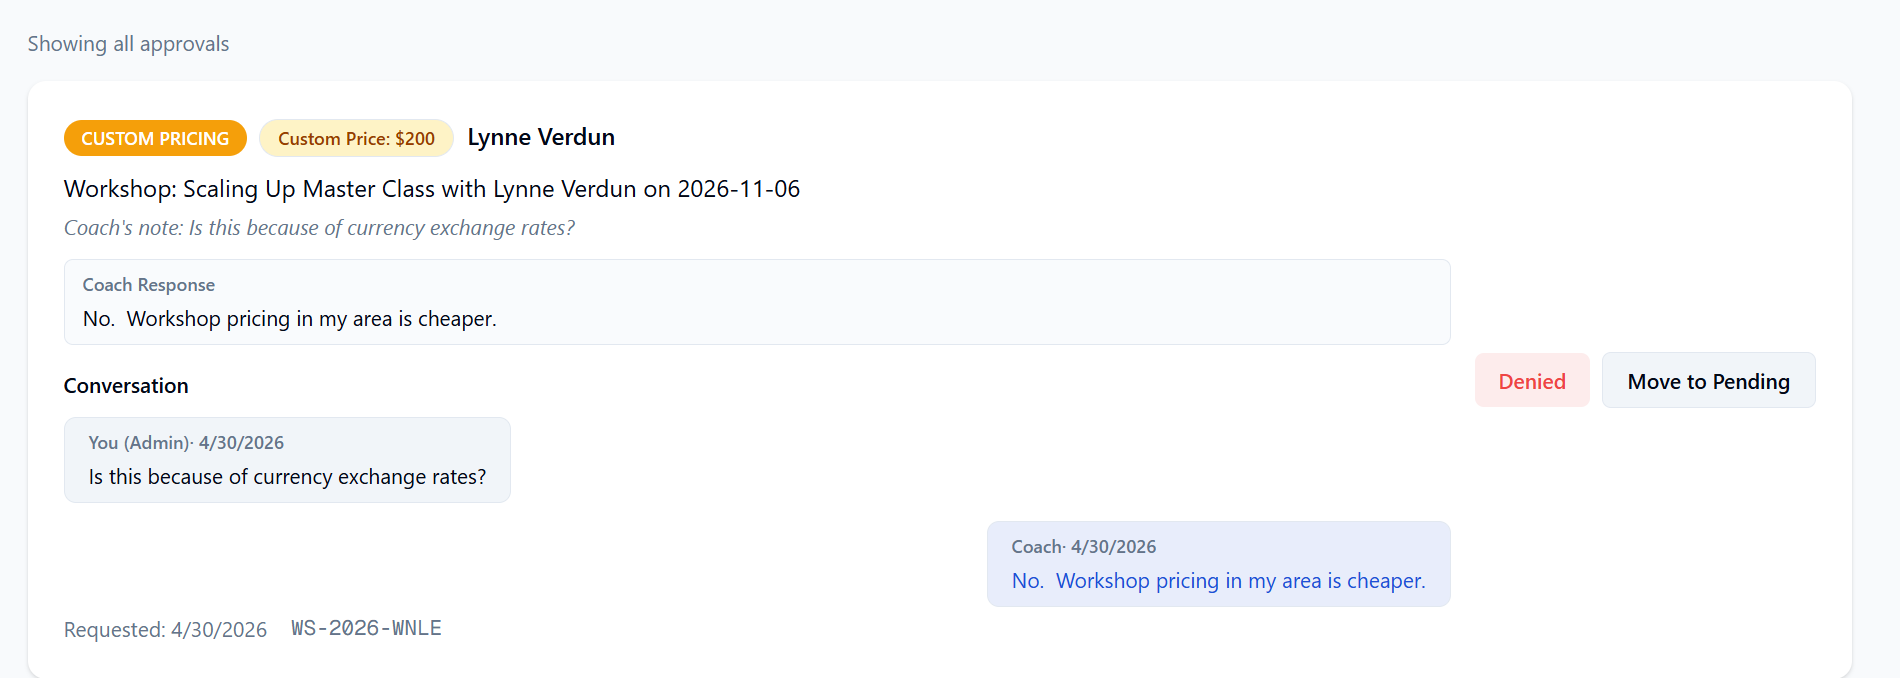 Showing all approvals
CUSTOM PRICING Custom Price: $200 Lynne Verdun
Workshop: Scaling Up Master Class with Lynne Verdun on 2026-11-06
Coach's note: Is this because of currency exchange rates?
Coach Response
No.  Workshop pricing in my area is cheaper.
Denied Move to Pending
Conversation
You (Admin)· 4/30/2026
Is this because of currency exchange rates?
Coach· 4/30/2026
No.  Workshop pricing in my area is cheaper.
Requested: 4/30/2026 WS-2026-WNLE